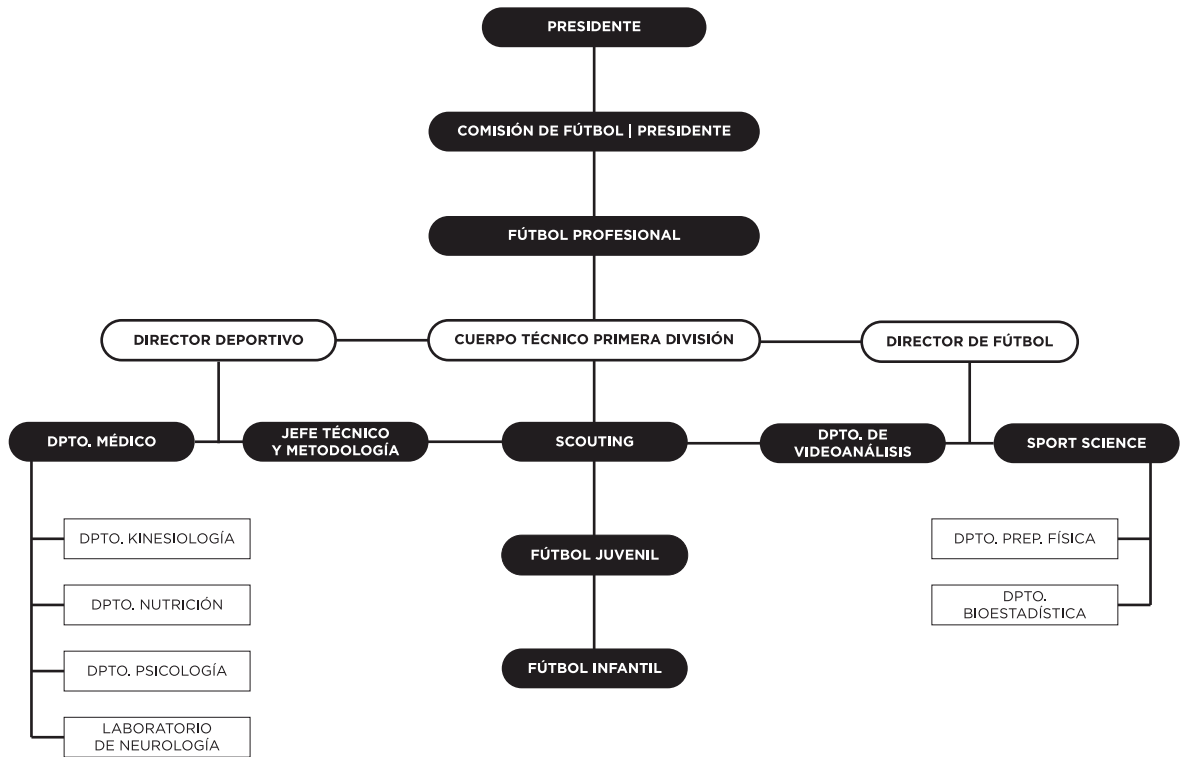 PRESIDENTE
COMISIÓN DE FÚTBOL | PRESIDENTE
FÚTBOL PROFESIONAL
DIRECTOR DEPORTIVO
CUERPO TÉCNICO PRIMERA DIVISIÓN
DIRECTOR DE FÚTBOL
DPTO. MÉDICO
JEFE TÉCNICO
Y METODOLOGÍA
SCOUTING
DPTO. DE
VIDEOANÁLISIS
SPORT SCIENCE
DPTO. KINESIOLOGÍA
DPTO. NUTRICIÓN
DPTO. PSICOLOGÍA
LABORATORIO
DE NEUROLOGÍA
FÚTBOL JUVENIL
FÚTBOL INFANTIL
DPTO. PREP. FÍSICA
DPTO.
BIOESTADÍSTICA